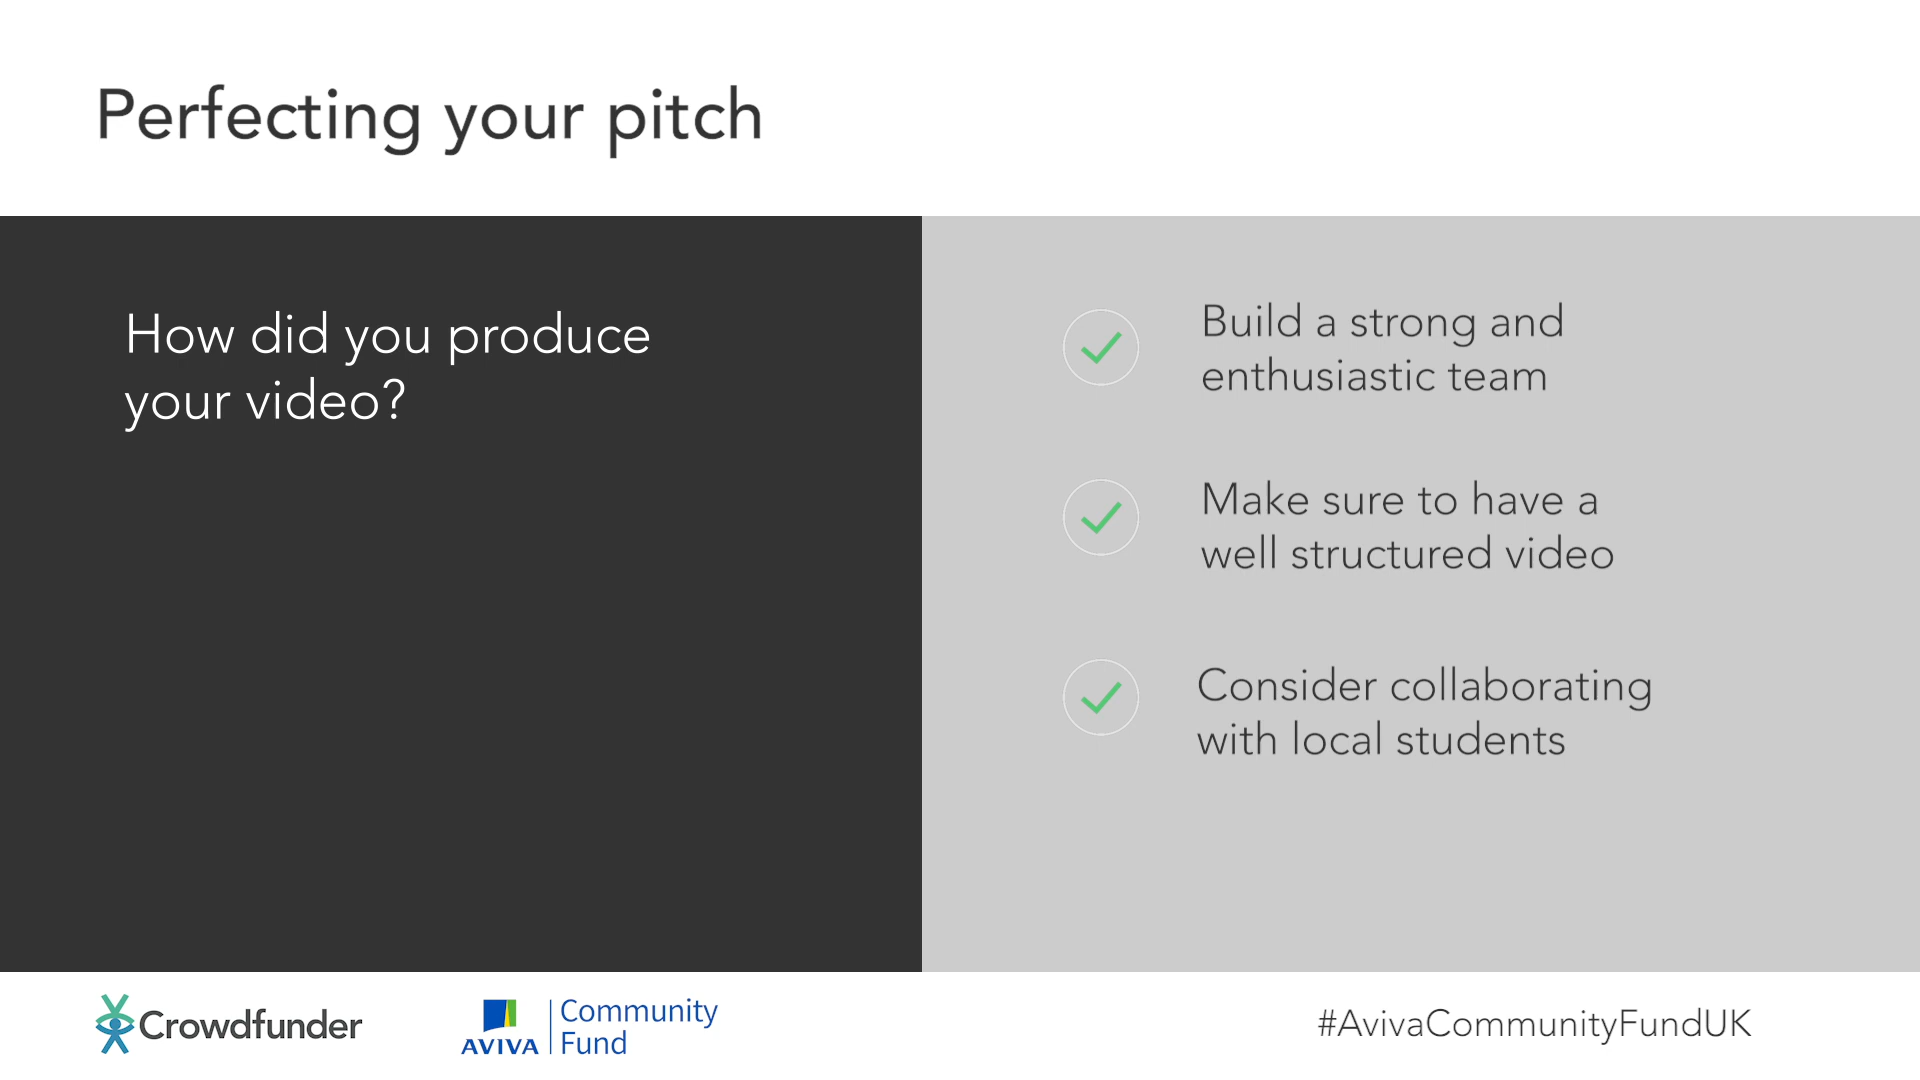 Perfecting your pitch
How did you produce
your video?
Build a strong and
enthusiastic team
Make sure to have a
well structured video
Consider collaborating
with local students
Crowdfunder
AVIVA
Community
Fund
#AvivaCommunityFundUK